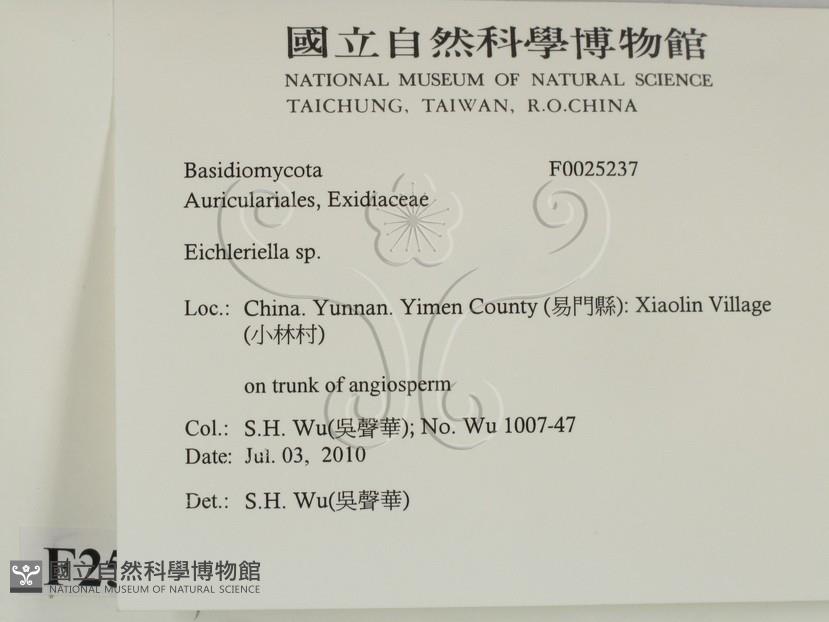 國立自然科學博物館
NATIONAL MUSEUM OF NATURAL SCIENCE
TAICHUNG, TAIWAN, R.O.CHINA
Basidiomycota F0025237
Auriculariales, Exidiaceae
Eichleriella sp.
Loc.: China. Yunnan. Yimen County (易門縣): Xiaolin Village
(小林村)
on trunk of angiosperm
Col.: S.H. Wu(吳聲華); No. Wu 1007-47
Date: Jul. 03, 2010
Det.: S.H. Wu(吳聲華)
國立自然科學博物館
NATIONAL MUSEUM OF NATURAL SCIENCE